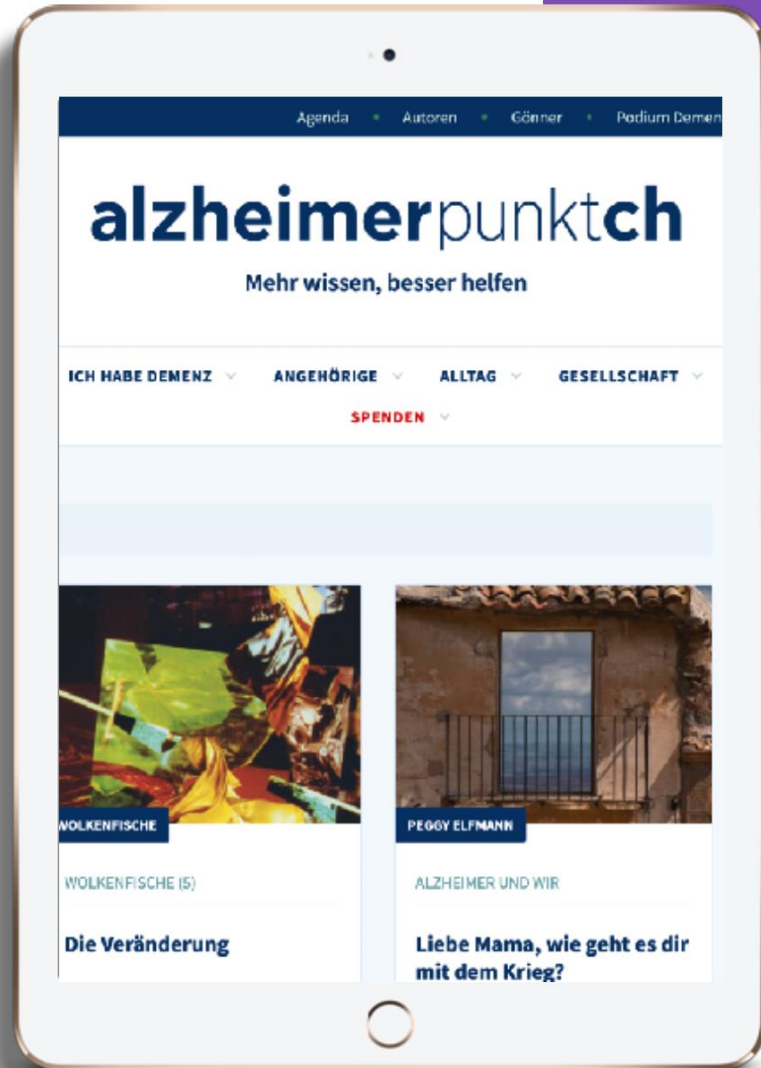 Agenda • Autoren • Gönner • Podium Demen
alzheimerpunktch
Mehr wissen, besser helfen
ICH HABE DEMENZ ANGEHÖRIGE ALLTAG GESELLSCHAFT
SPENDEN
WOLKENFISCHE PEGGY ELFMANN
WOLKENFISCHE (5) ALZHEIMER UND WIR
Die Veränderung Liebe Mama, wie geht es dir
mit dem Krieg?